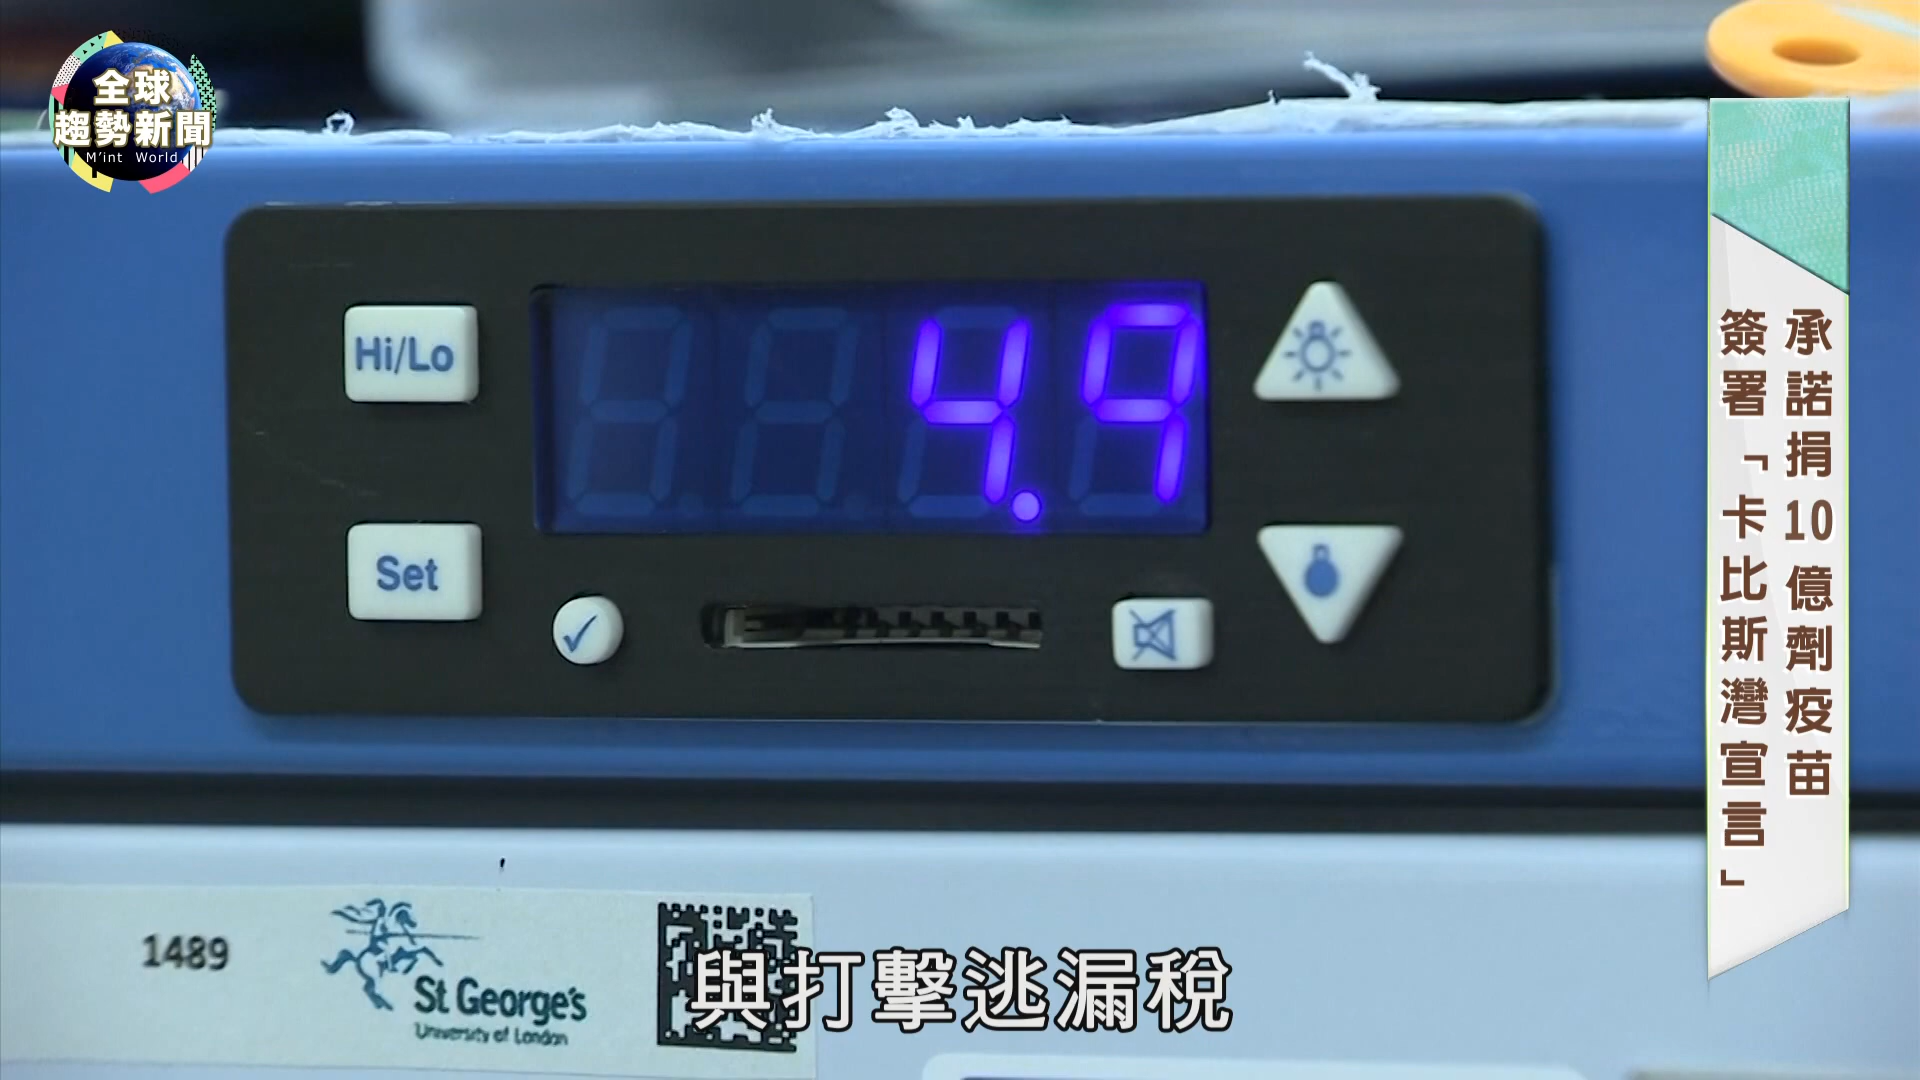 全球
趨勢新聞
M'int World
Hi/Lo
4.9
Set
承諾捐10億劑疫苗
簽署「卡比斯灣宣言」
1489
St George's
University of London
與打擊逃漏稅